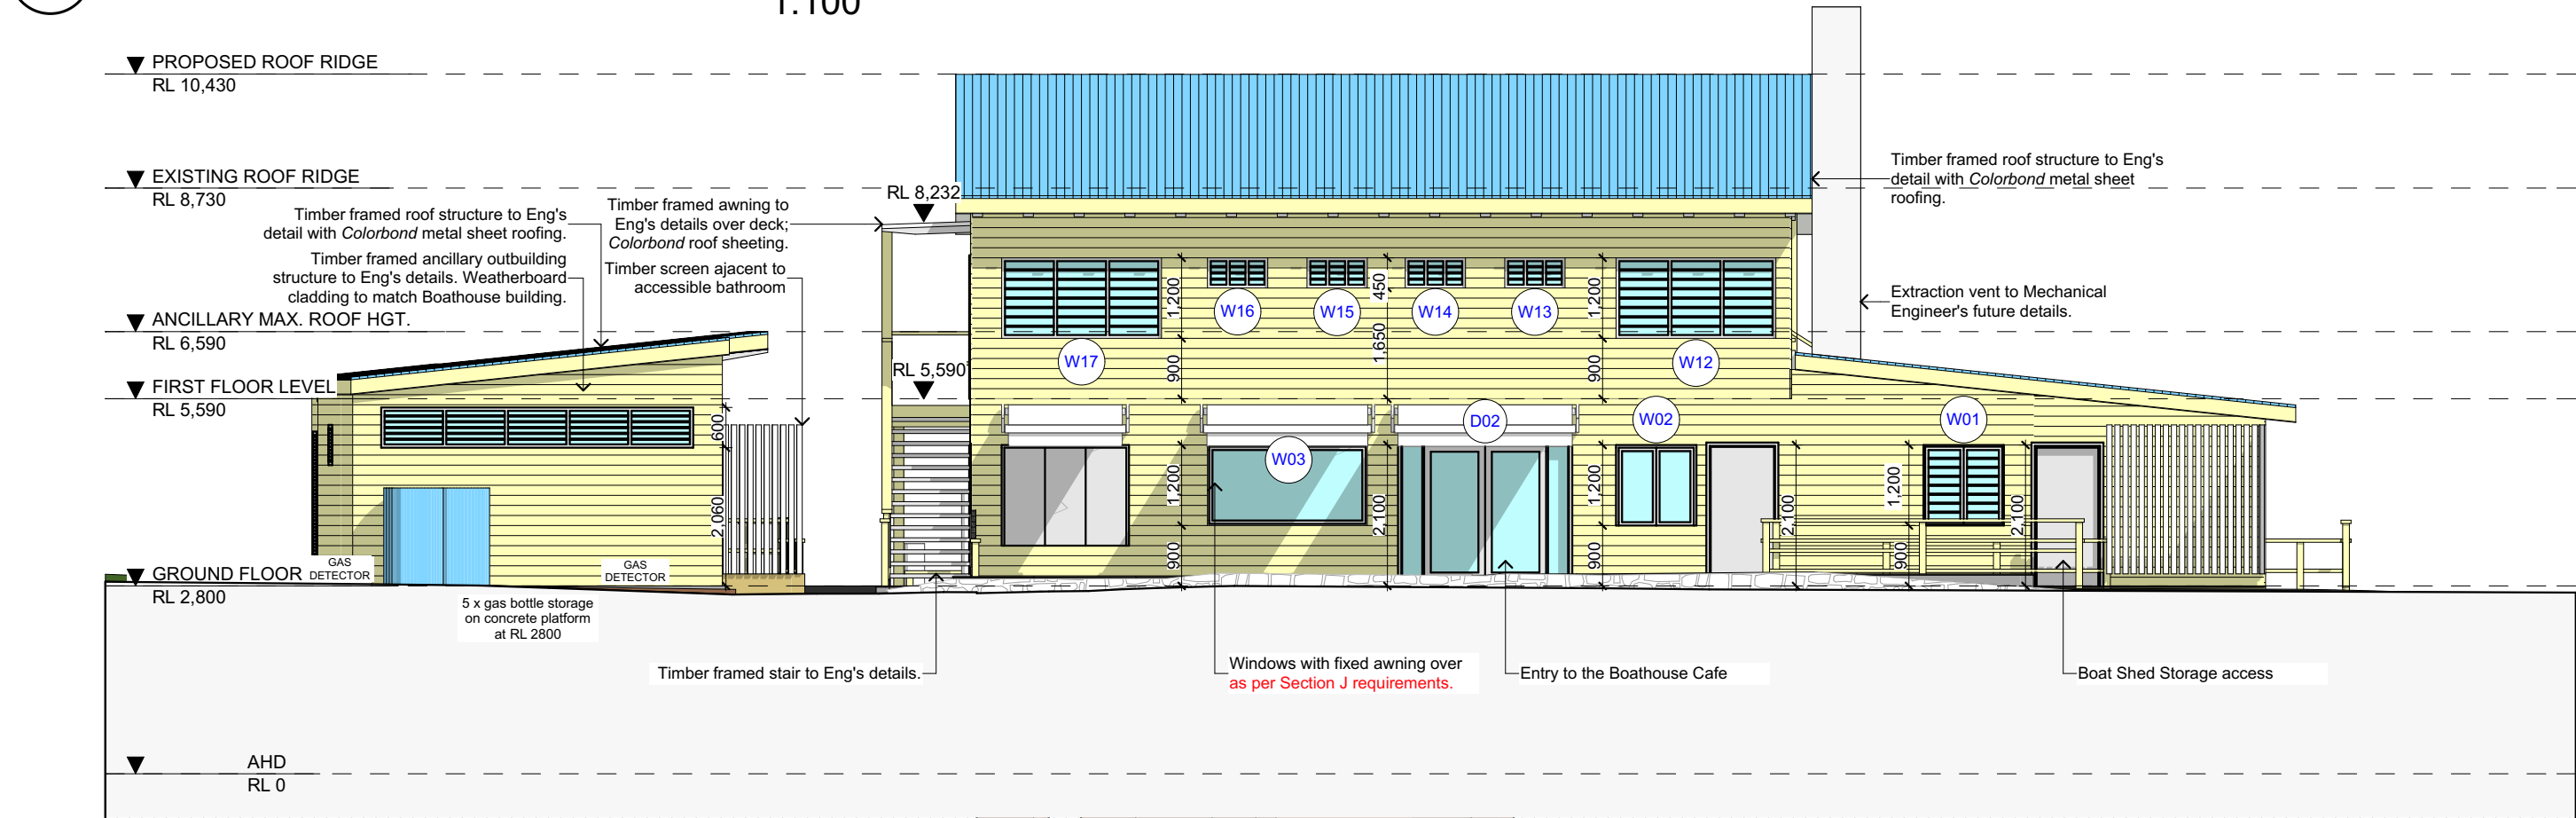 1:100
PROPOSED ROOF RIDGE
RL 10,430
EXISTING ROOF RIDGE
RL 8,730
Timber framed roof structure to Eng's
detail with Colorbond metal sheet roofing.
Timber framed ancillary outbuilding
structure to Eng's details. Weatherboard
cladding to match Boathouse building.
Timber framed awning to
Eng's details over deck;
Colorbond roof sheeting.
Timber screen ajacent to
accessible bathroom
RL 8,232
Timber framed roof structure to Eng's
detail with Colorbond metal sheet
roofing.
Extraction vent to Mechanical
Engineer's future details.
ANCILLARY MAX. ROOF HGT.
RL 6,590
FIRST FLOOR LEVEL
RL 5,590
RL 5,590
1,200
900
450
1,650
1,200
900
W16
W15
W14
W13
W17
W12
D02
W02
W01
W03
600
2,060
1,200
900
2,100
1,200
900
2,100
1,200
900
2,100
GROUND FLOOR
RL 2,800
GAS
DETECTOR
GAS
DETECTOR
5 x gas bottle storage
on concrete platform
at RL 2800
Timber framed stair to Eng's details.
Windows with fixed awning over
as per Section J requirements.
Entry to the Boathouse Cafe
Boat Shed Storage access
AHD
RL 0